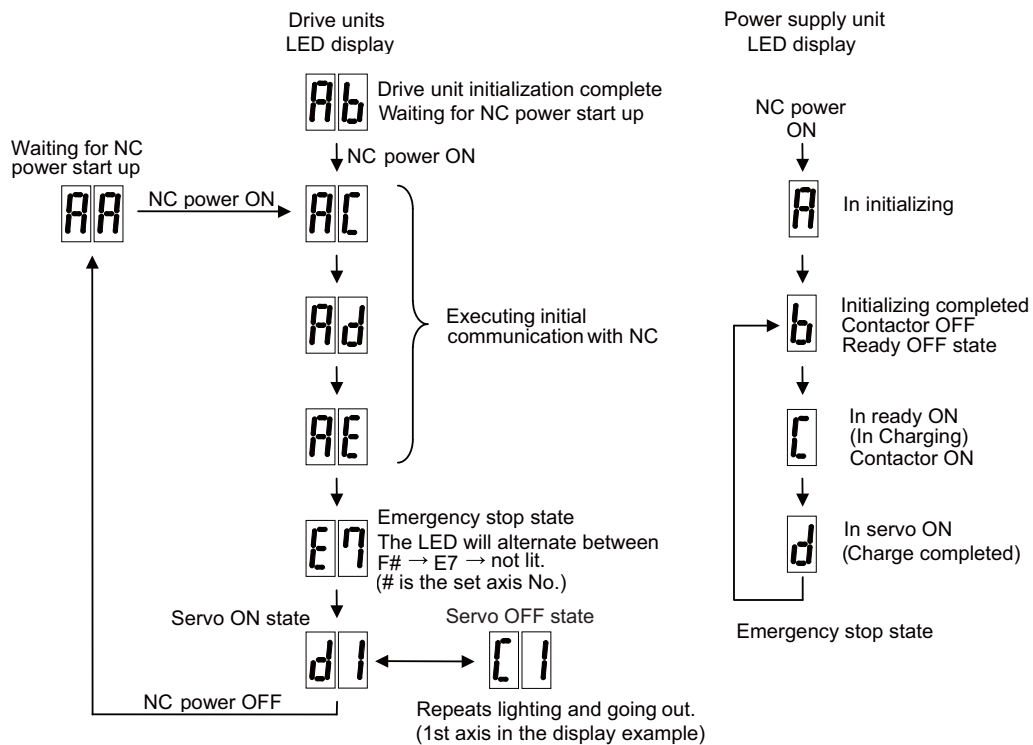 Drive units
LED display
Ab
Drive unit initialization complete
Waiting for NC power start up
NC power ON
Waiting for NC
power start up
AA
NC power ON
AC
Ad
Executing initial
communication with NC
AE
E7
Emergency stop state
The LED will alternate between
F# → E7 → not lit.
(# is the set axis No.)
Servo ON state
Servo OFF state
d1
C1
NC power OFF
Repeats lighting and going out.
(1st axis in the display example)
Power supply unit
LED display
NC power
ON
A
In initializing
b
Initializing completed
Contactor OFF
Ready OFF state
C
In ready ON
(In Charging)
Contactor ON
d
In servo ON
(Charge completed)
Emergency stop state